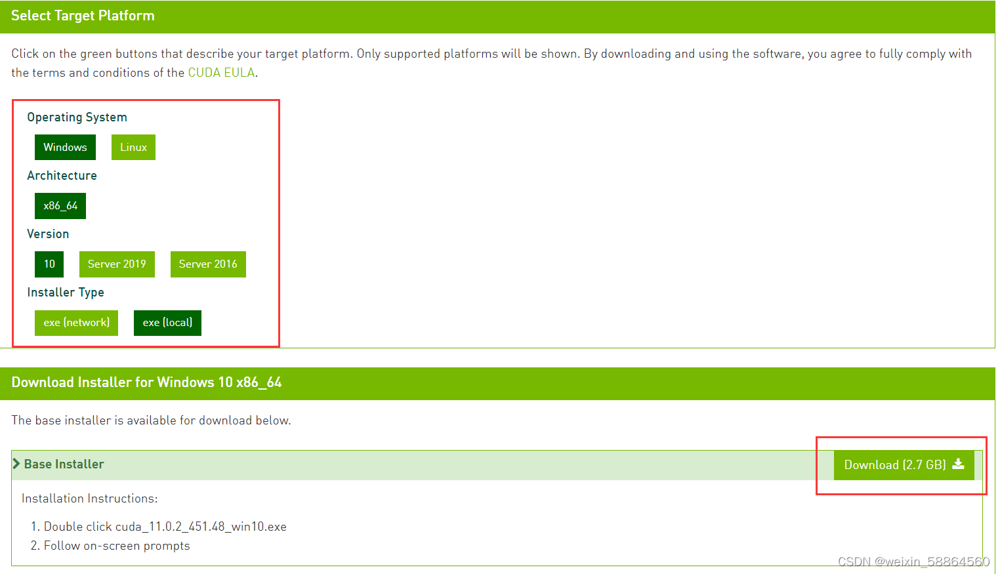 Select Target Platform
Click on the green buttons that describe your target platform. Only supported platforms will be shown. By downloading and using the software, you agree to fully comply with
the terms and conditions of the CUDA EULA.
Operating System
Windows Linux
Architecture
x86_64
Version
10 Server 2019 Server 2016
Installer Type
exe (network) exe (local)
Download Installer for Windows 10 x86_64
The base installer is available for download below.
Base Installer Download (2.7 GB)
Installation Instructions:
1. Double click cuda_11.0.2_451.48_win10.exe
2. Follow on-screen prompts
CSDN @weixin_58864560